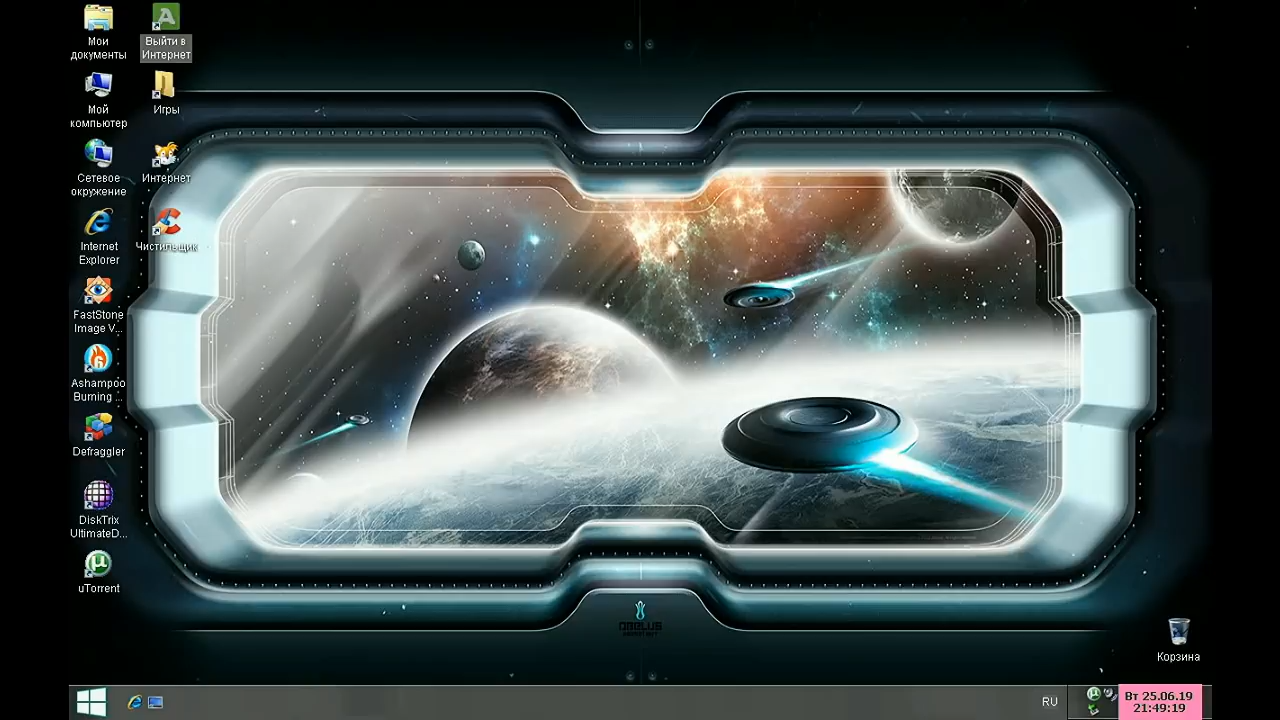 Мои
документы
Выйти в
Интернет
Мой
компьютер
Игры
Сетевое
окружение
Интернет
Internet
Explorer
Чистильщик
FastStone
Image V...
Ashampoo
Burning ...
Defraggler
DiskTrix
UltimateD...
uTorrent
Корзина
RU
Вт 25.06.19
21:49:19